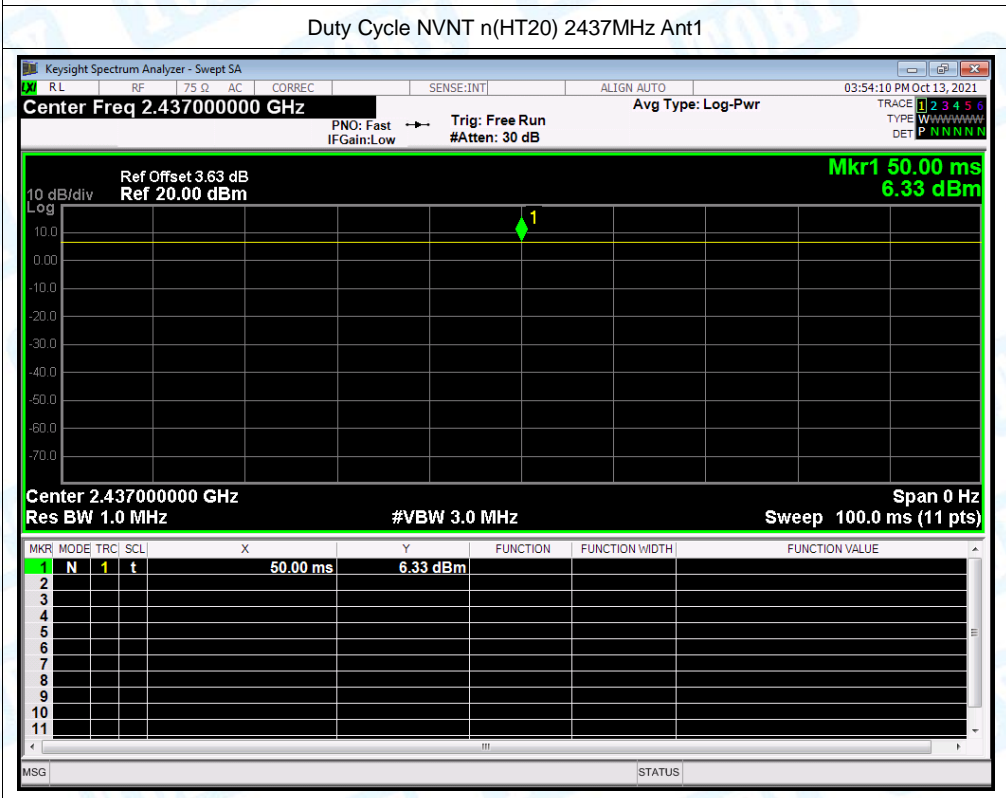 Duty Cycle NVNT n(HT20) 2437MHz Ant1
Keysight Spectrum Analyzer - Swept SA
LXI RL RF 75 Ω AC CORREC SENSE:INT ALIGN AUTO 03:54:10 PM Oct 13, 2021
Center Freq 2.437000000 GHz Avg Type: Log-Pwr TRACE 1 2 3 4 5 6
PNO: Fast Trig: Free Run TYPE WWWWWW
IFGain:Low #Atten: 30 dB DET P N N N N N
Mkr1 50.00 ms
6.33 dBm
Ref Offset 3.63 dB
10 dB/div Ref 20.00 dBm
Log
1
10.0
0.00
-10.0
-20.0
-30.0
-40.0
-50.0
-60.0
-70.0
Center 2.437000000 GHz Span 0 Hz
Res BW 1.0 MHz #VBW 3.0 MHz Sweep 100.0 ms (11 pts)
MKR MODE TRC SCL X Y FUNCTION FUNCTION WIDTH FUNCTION VALUE
1 N 1 t 50.00 ms 6.33 dBm
2
3
4
5
6
7
8
9
10
11
MSG STATUS